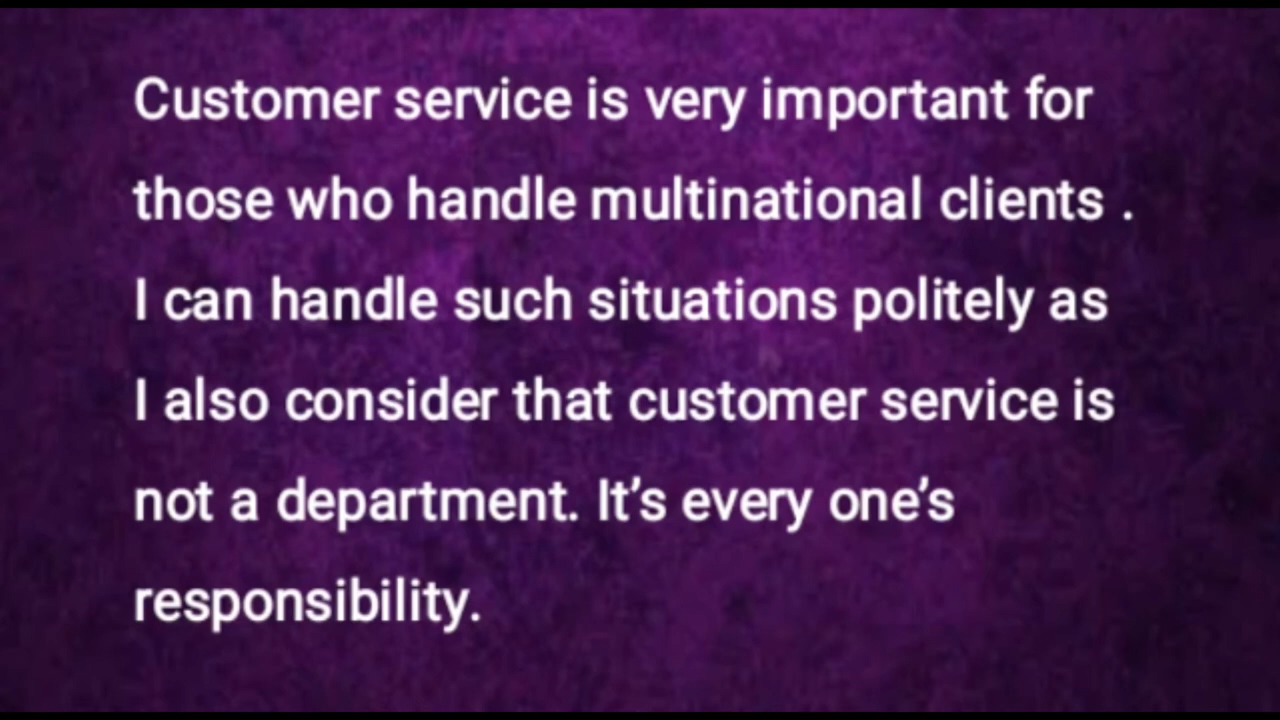 Customer service is very important for
those who handle multinational clients .
I can handle such situations politely as
I also consider that customer service is
not a department. It’s every one’s
responsibility.